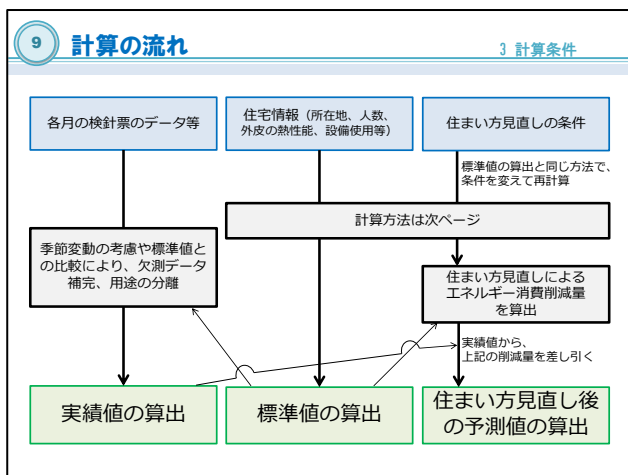 9
計算の流れ
3 計算条件
各月の検針票のデータ等
住宅情報（所在地、人数、
外皮の熱性能、設備使用等）
住まい方見直しの条件
標準値の算出と同じ方法で、
条件を変えて再計算
計算方法は次ページ
季節変動の考慮や標準値と
の比較により、欠測データ
補完、用途の分離
住まい方見直しによる
エネルギー消費削減量
を算出
実績値から、
上記の削減量を差し引く
実績値の算出
標準値の算出
住まい方見直し後
の予測値の算出